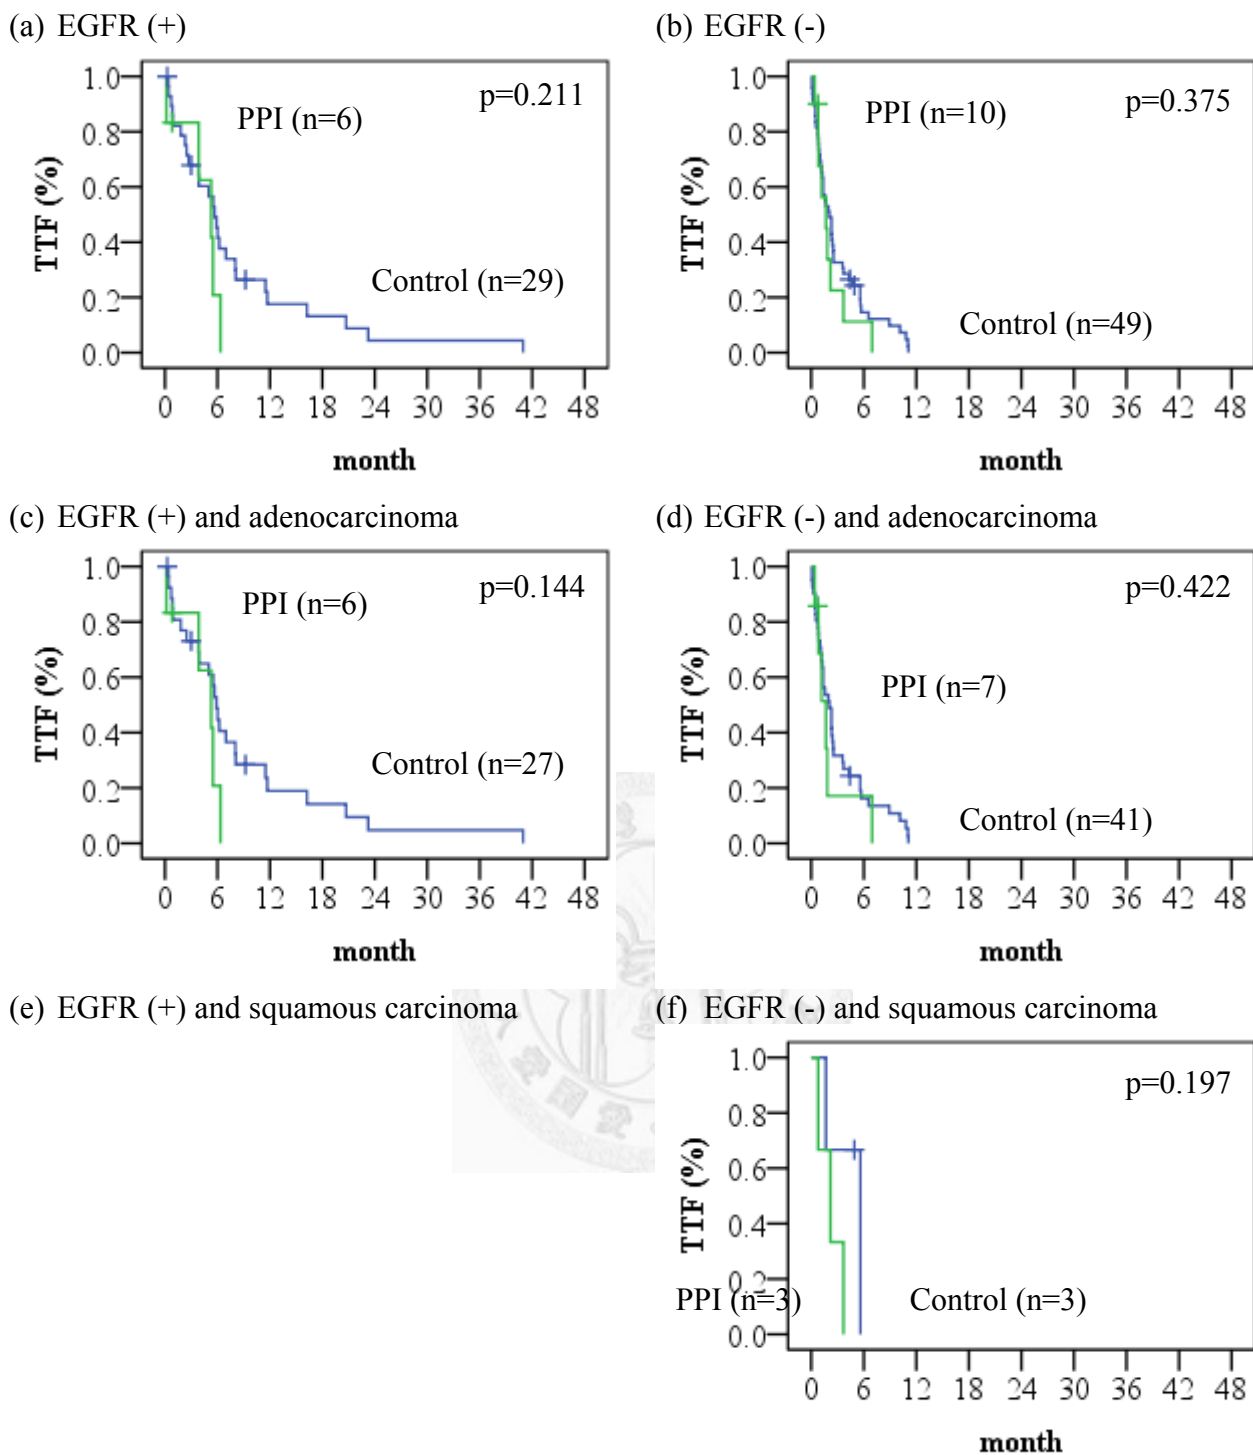 (a) EGFR (+)
(b) EGFR (-)
1.0
0.8
0.6
0.4
0.2
0.0
TTF (%)
PPI (n=6)
p=0.211
Control (n=29)
0 6 12 18 24 30 36 42 48
month
1.0
0.8
0.6
0.4
0.2
0.0
TTF (%)
PPI (n=10)
p=0.375
Control (n=49)
0 6 12 18 24 30 36 42 48
month
(c) EGFR (+) and adenocarcinoma
(d) EGFR (-) and adenocarcinoma
1.0
0.8
0.6
0.4
0.2
0.0
TTF (%)
PPI (n=6)
p=0.144
Control (n=27)
0 6 12 18 24 30 36 42 48
month
1.0
0.8
0.6
0.4
0.2
0.0
TTF (%)
p=0.422
PPI (n=7)
Control (n=41)
0 6 12 18 24 30 36 42 48
month
(e) EGFR (+) and squamous carcinoma
(f) EGFR (-) and squamous carcinoma
1.0
0.8
0.6
0.4
0.2
0.0
TTF (%)
p=0.197
PPI (n=3)
Control (n=3)
0 6 12 18 24 30 36 42 48
month